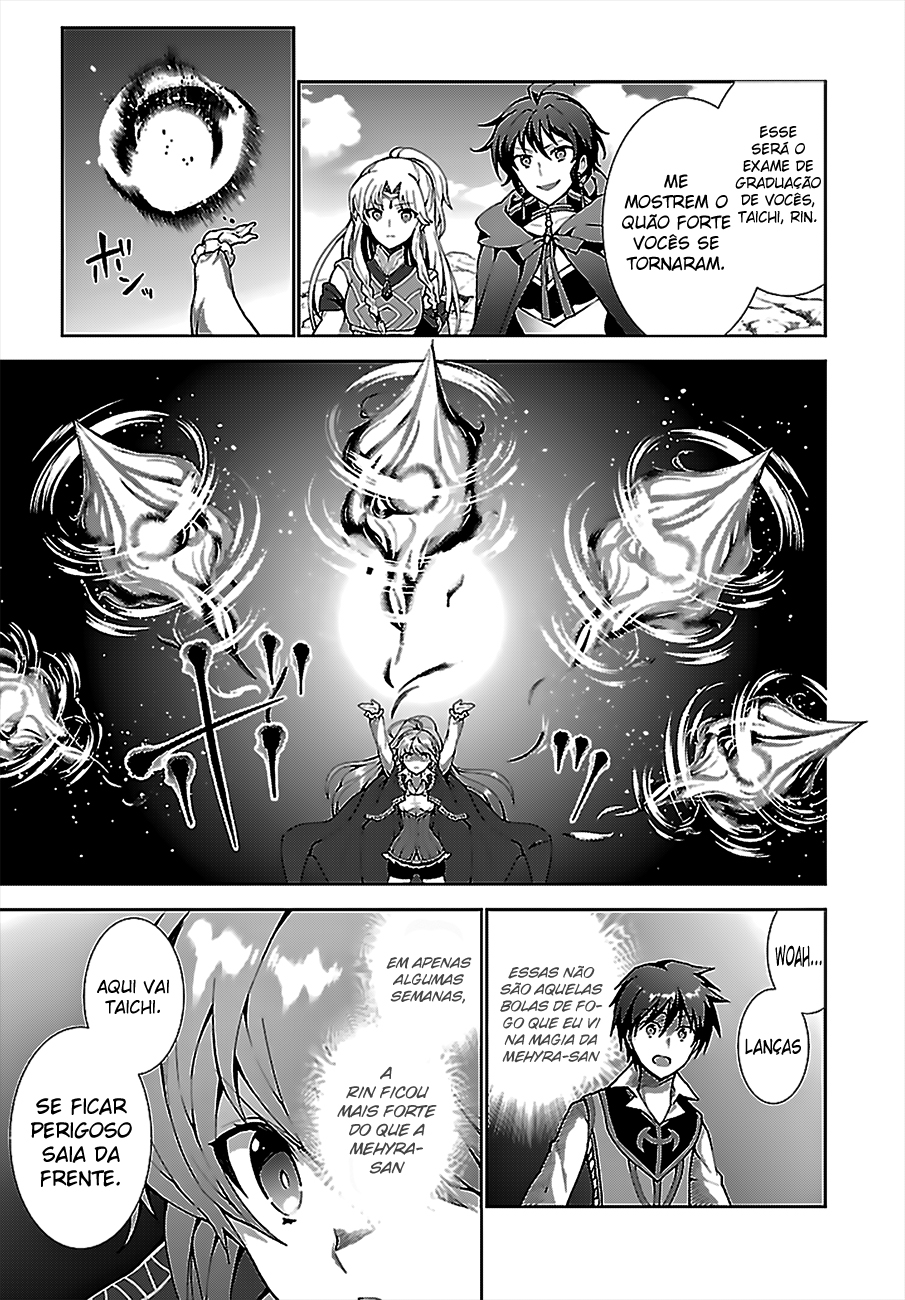 ESSE
SERÁ O
EXAME DE
GRADUAÇÃO
DE VOCÊS,
TAICHI, RIN.
ME
MOSTREM O
QUÃO FORTE
VOCÊS SE
TORNARAM.
ボッ
WOAH...
LANÇAS
ESSAS NÃO
SÃO AQUELAS
BOLAS DE FO-
GO QUE EU VI
NA MAGIA DA
MEHYRA-SAN
EM APENAS
ALGUMAS
SEMANAS,
A
RIN FICOU
MAIS FORTE
DO QUE A
MEHYRA-
SAN
AQUI VAI
TAICHI.
SE FICAR
PERIGOSO
SAIA DA
FRENTE.